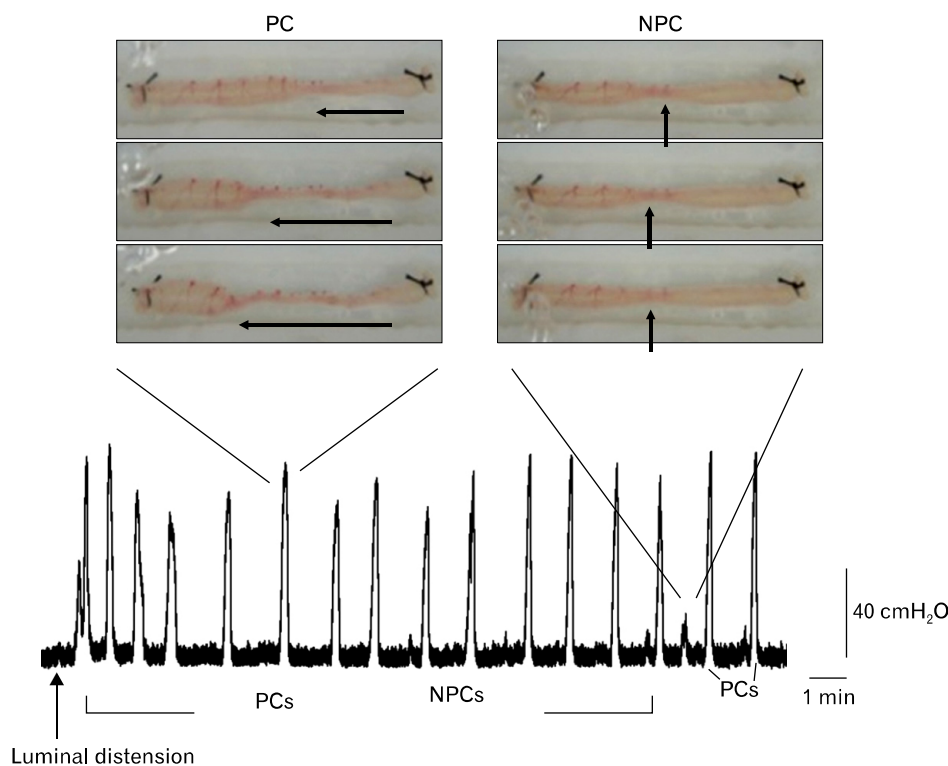 PC
NPC
40 cmH₂O
PCs
NPCs
PCs
1 min
Luminal distension